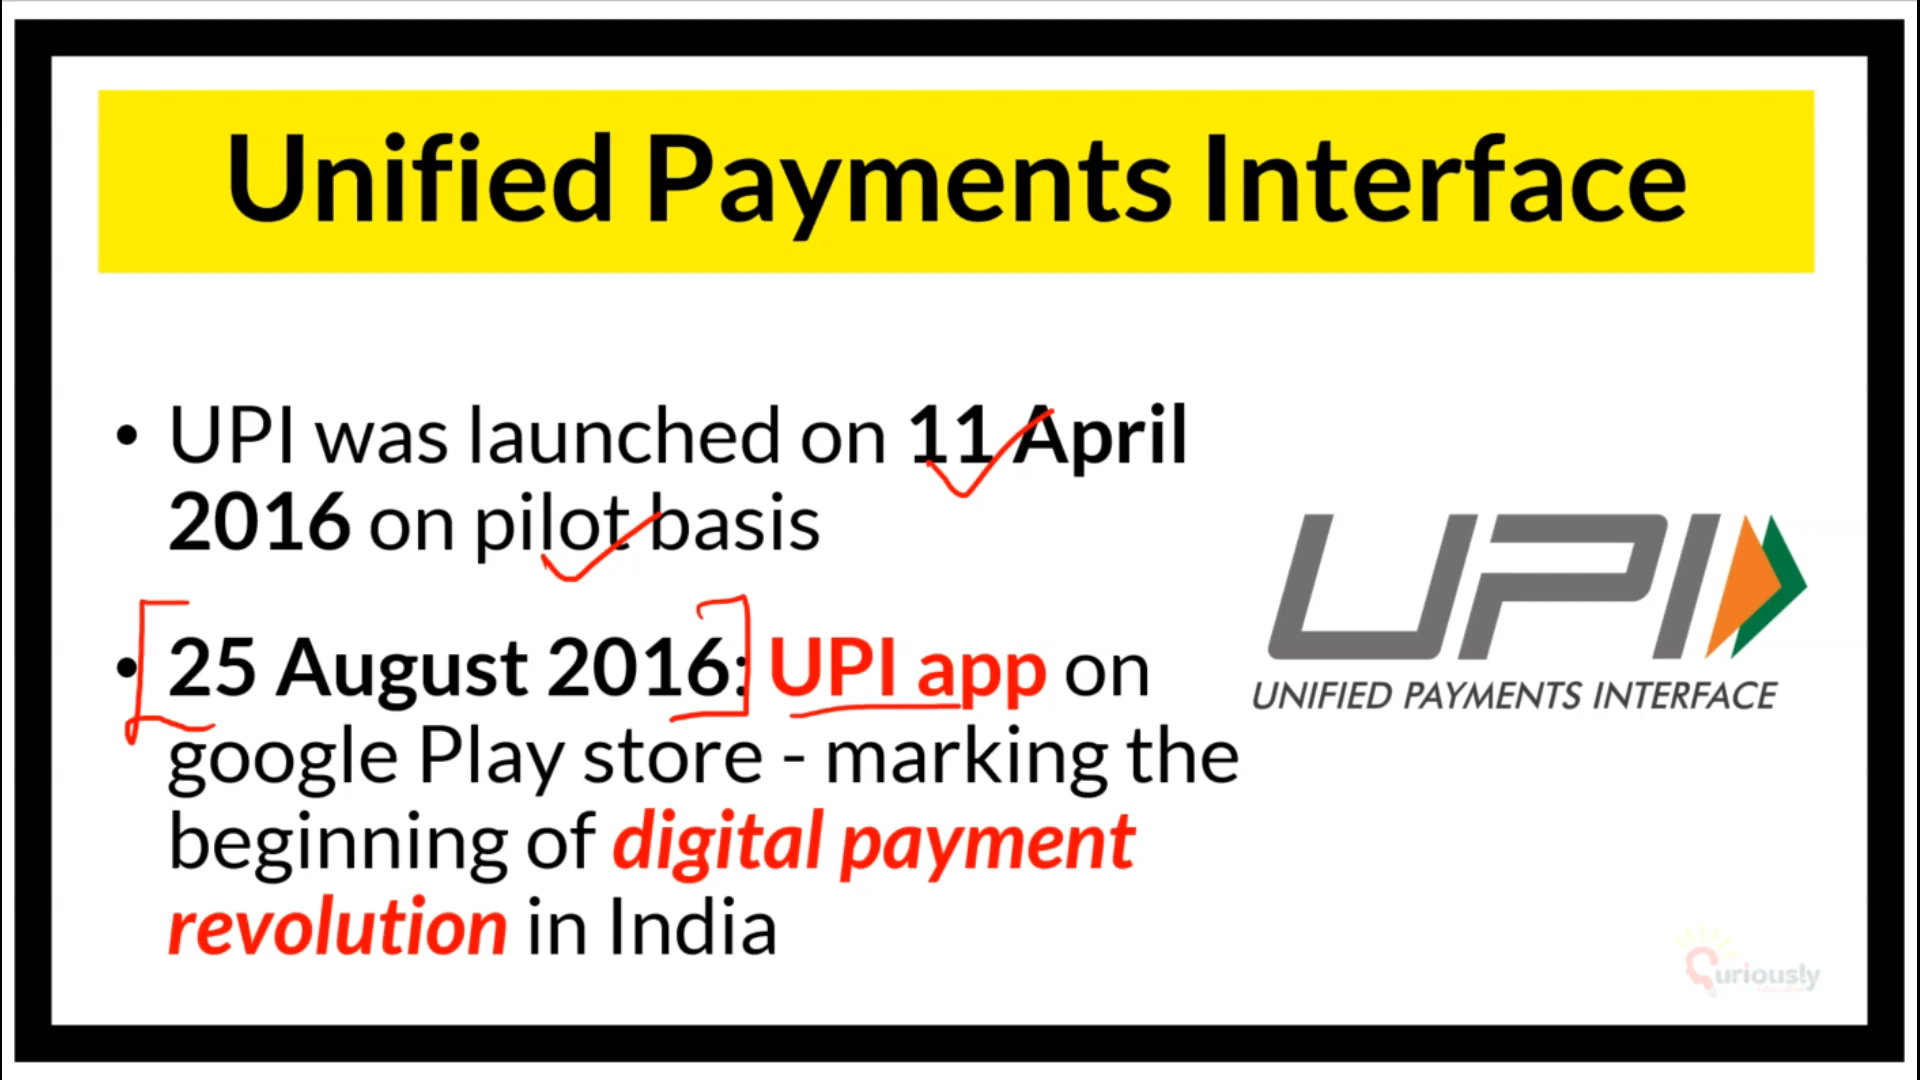 Unified Payments Interface
• UPI was launched on 11 April
2016 on pilot basis
• 25 August 2016: UPI app on
google Play store - marking the
beginning of digital payment
revolution in India
UPI
UNIFIED PAYMENTS INTERFACE
Curiously